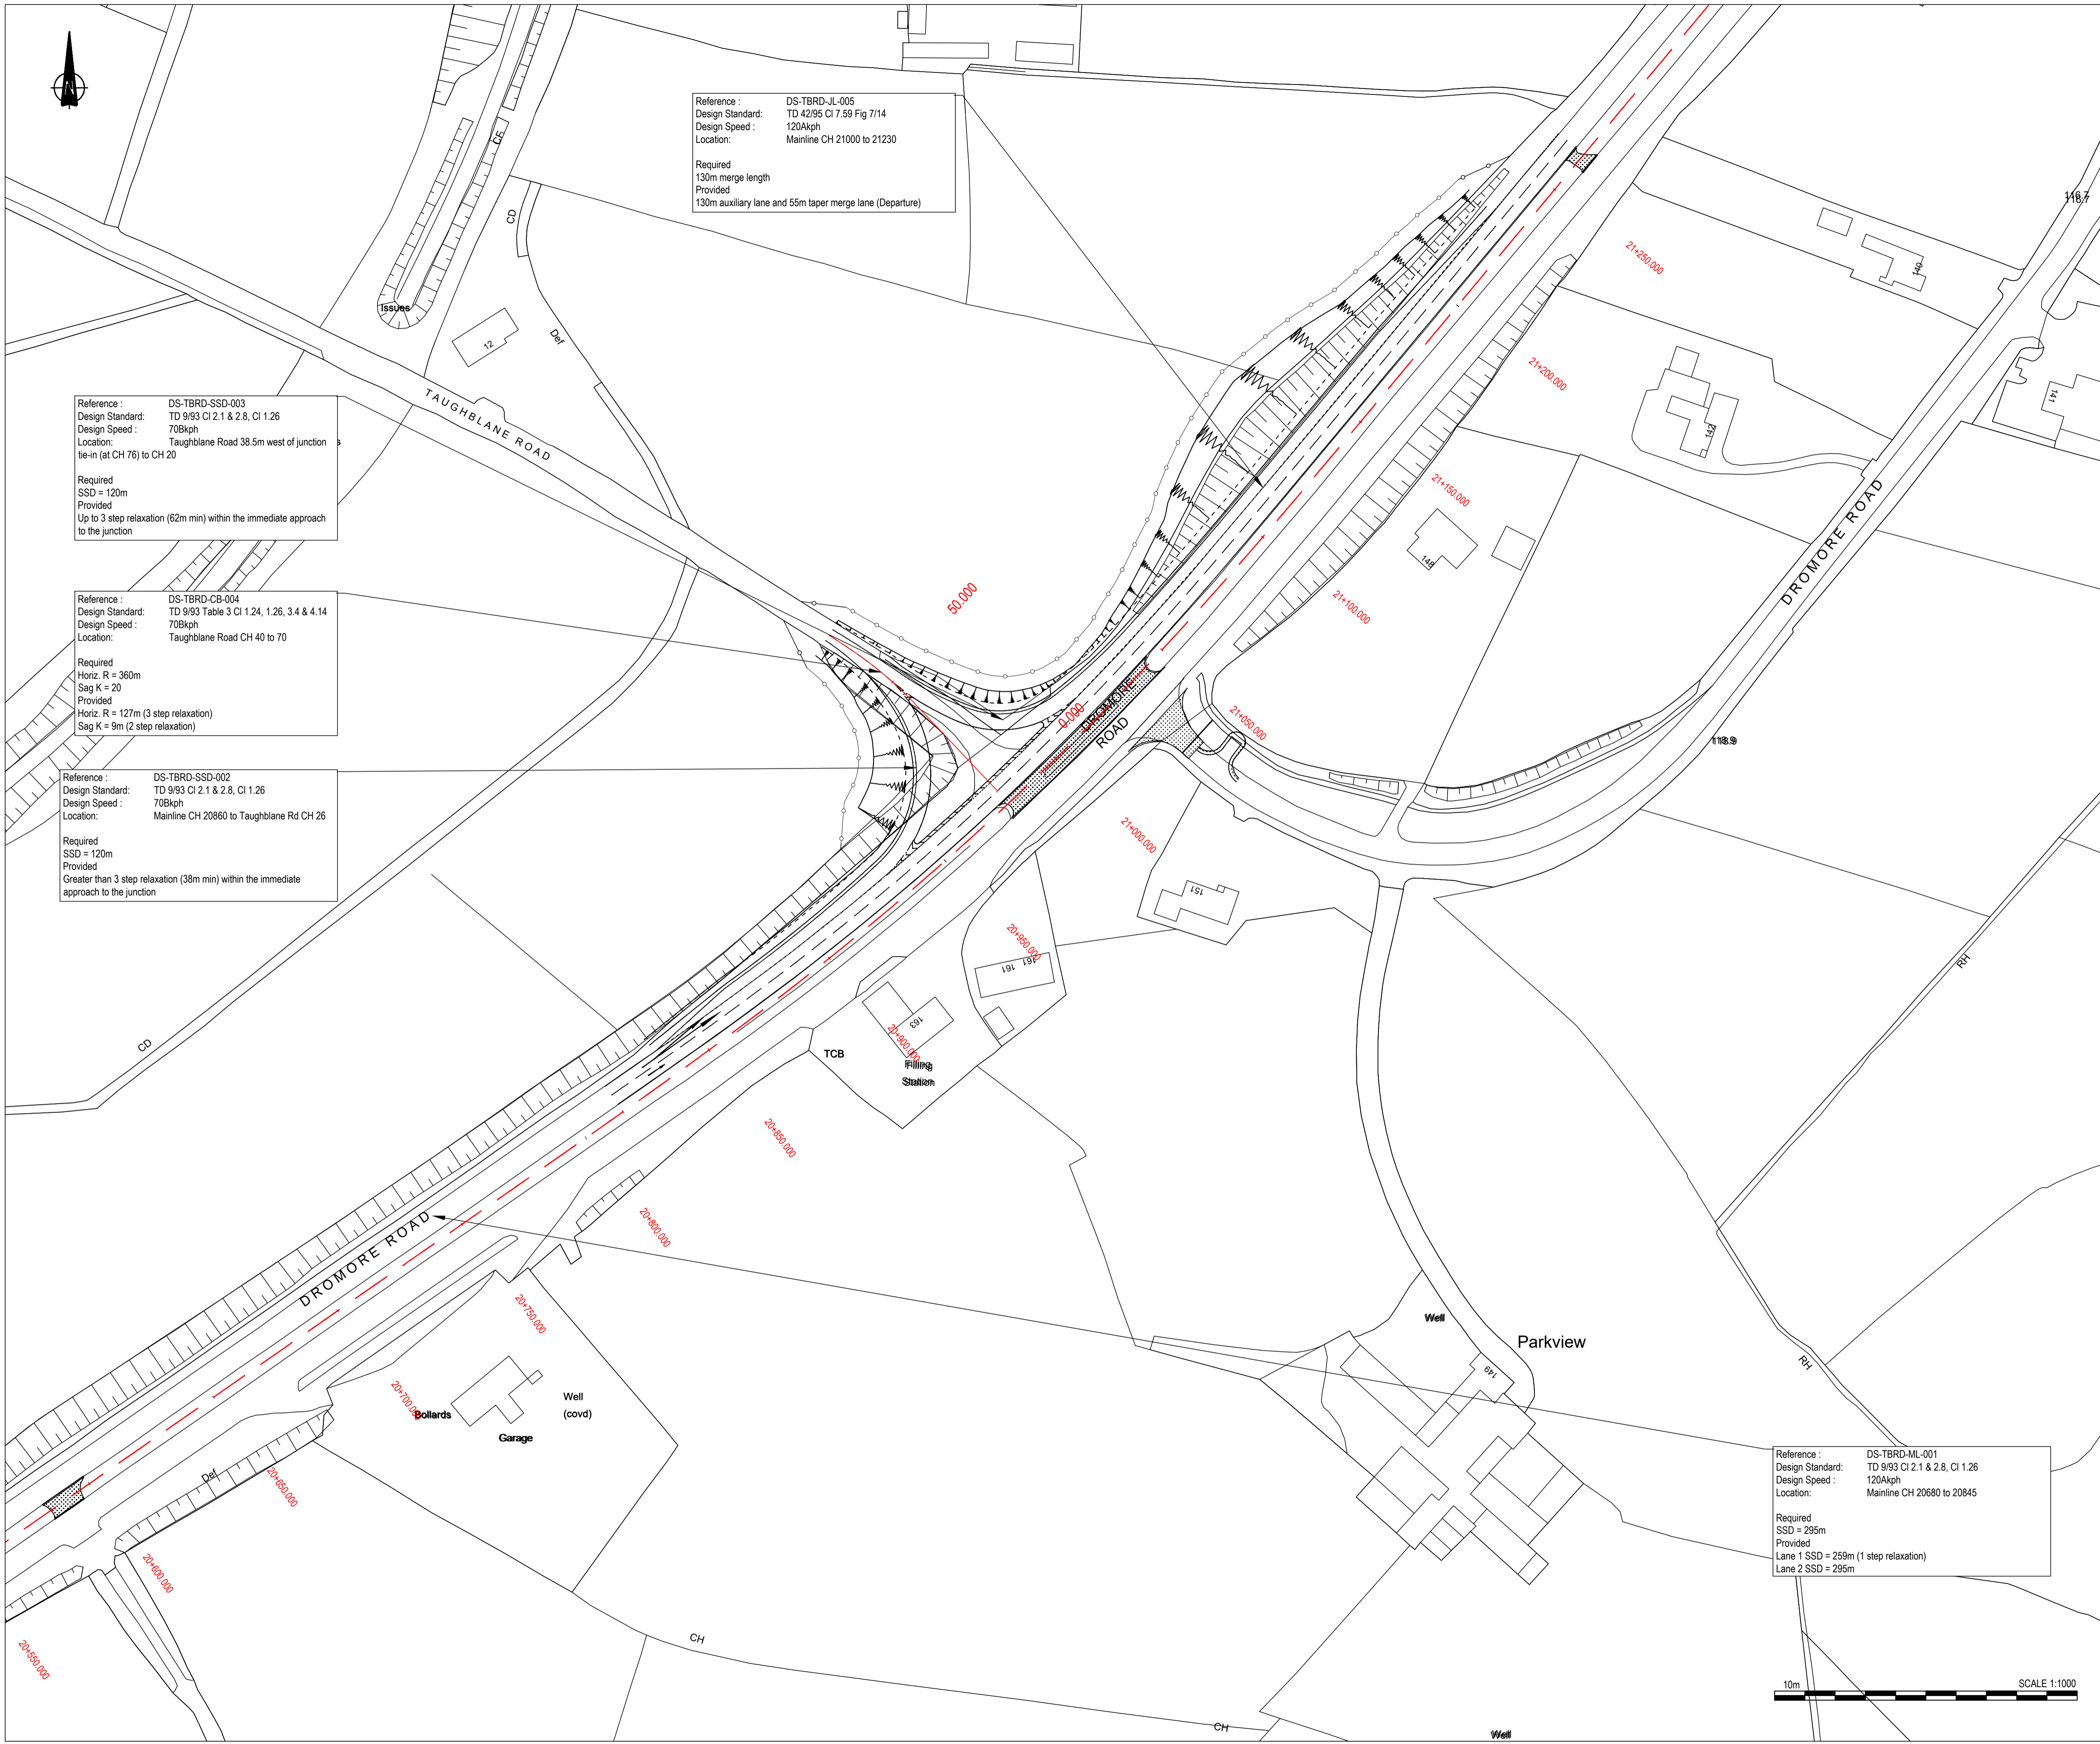 Reference : DS-TBRD-JL-005
Design Standard: TD 42/95 Cl 7.59 Fig 7/14
Design Speed : 120Akph
Location: Mainline CH 21000 to 21230
Required
130m merge length
Provided
130m auxiliary lane and 55m taper merge lane (Departure)
CF
CD
116.7
116.7
140
21+250.000
Issues
12
Def
21+200.000
141
142
TAUGHBLANE ROAD
Reference : DS-TBRD-SSD-003
Design Standard: TD 9/93 Cl 2.1 & 2.8, Cl 1.26
Design Speed : 70Bkph
Location: Taughblane Road 38.5m west of junction
tie-in (at CH 76) to CH 20
Required
SSD = 120m
Provided
Up to 3 step relaxation (62m min) within the immediate approach
to the junction
21+150.000
148
DROMORE ROAD
Reference : DS-TBRD-CB-004
Design Standard: TD 9/93 Table 3 Cl 1.24, 1.26, 3.4 & 4.14
Design Speed : 70Bkph
Location: Taughblane Road CH 40 to 70
Required
Horiz. R = 360m
Sag K = 20
Provided
Horiz. R = 127m (3 step relaxation)
Sag K = 9m (2 step relaxation)
50.000
21+100.000
0.000
DROMORE
ROAD
21+050.000
118.9
Reference : DS-TBRD-SSD-002
Design Standard: TD 9/93 Cl 2.1 & 2.8, Cl 1.26
Design Speed : 70Bkph
Location: Mainline CH 20860 to Taughblane Rd CH 26
Required
SSD = 120m
Provided
Greater than 3 step relaxation (38m min) within the immediate
approach to the junction
21+000.000
151
20+950.000
161
161
RH
163
20+900.000
TCB
Filling
Station
CD
20+850.000
20+800.000
DROMORE ROAD
20+750.000
Well
Parkview
149
RH
20+700.000
Bollards
Well
(covd)
Garage
Def
20+650.000
Reference : DS-TBRD-ML-001
Design Standard: TD 9/93 Cl 2.1 & 2.8, Cl 1.26
Design Speed : 120Akph
Location: Mainline CH 20680 to 20845
Required
SSD = 295m
Provided
Lane 1 SSD = 259m (1 step relaxation)
Lane 2 SSD = 295m
20+600.000
20+550.000
CH
CH
Well
10m
SCALE 1:1000